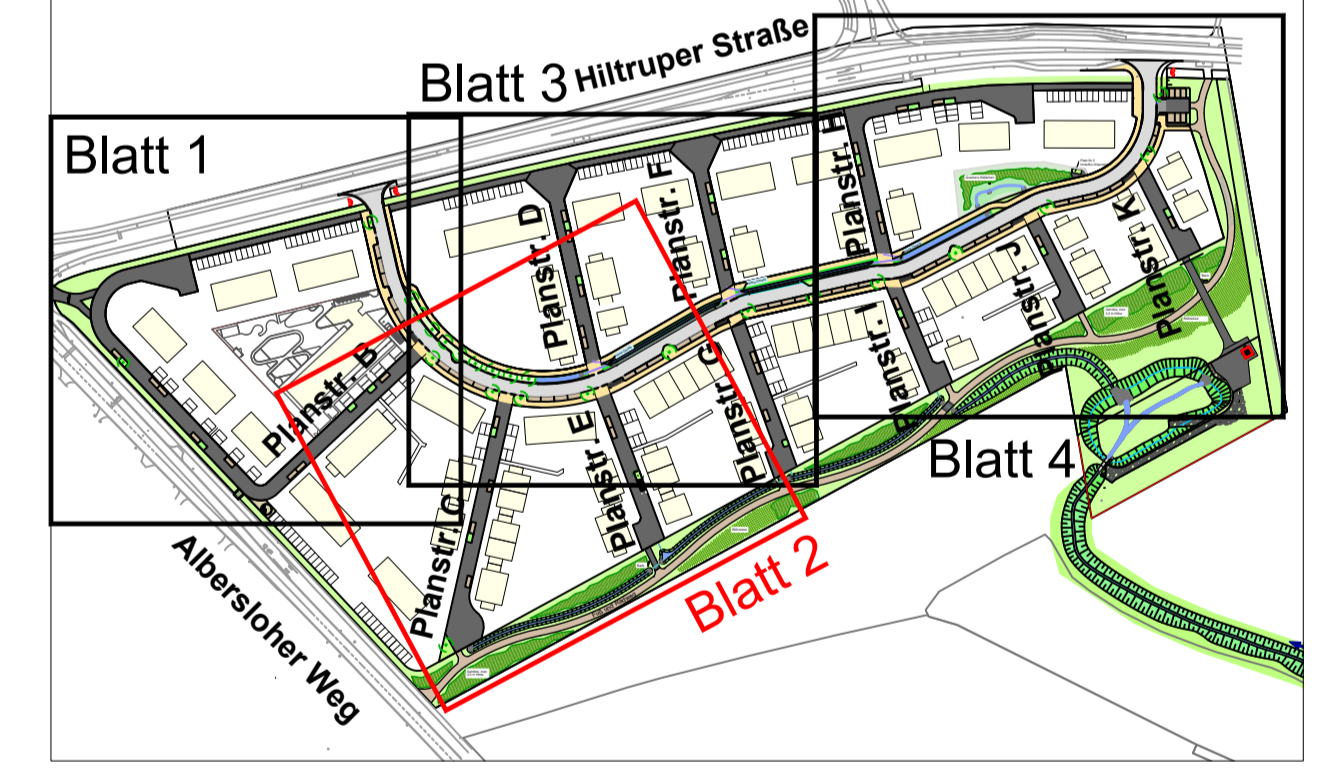 Hiltruper Straße
Blatt 3
Blatt 1
Planstr. H
Planstr. F
Planstr. D
Planstr. K
Planstr. J
Planstr. I
Planstr. B
Planstr. G
Planstr. E
Planstr. C
Blatt 4
Blatt 2
Albersloher Weg